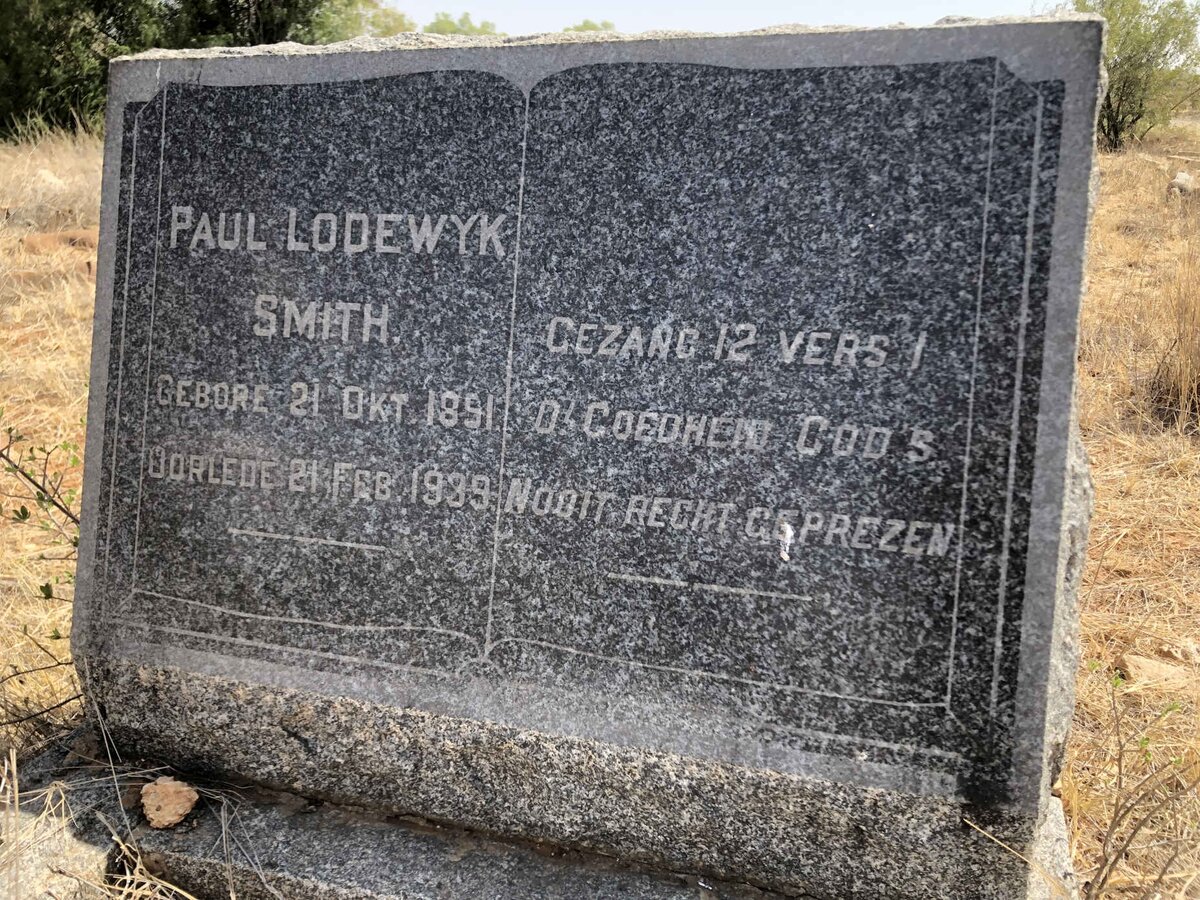 PAUL LODEWYK
SMITH.
GEBORE 21 OKT. 1891.
OORLEDE 21 FEB. 1939
GEZANG 12 VERS 1
O! GOEDHEID GOD'S
NOOIT RECHT GEPREZEN